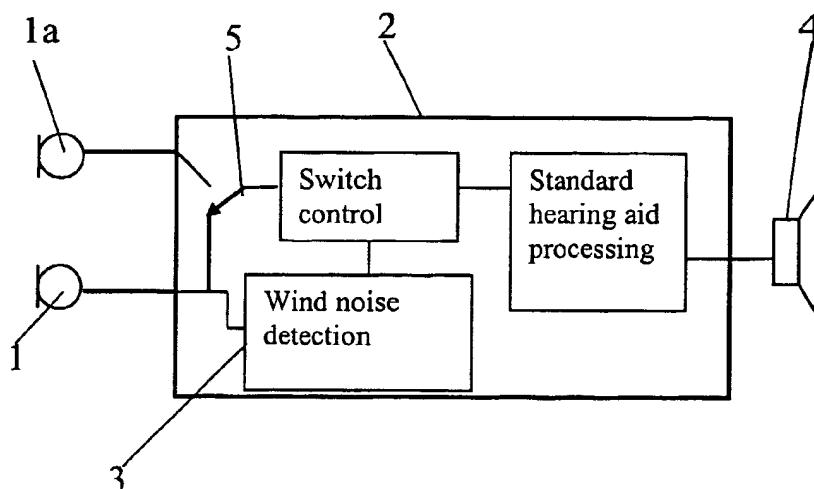 1a
5
2
4
Switch
control
Standard
hearing aid
processing
Wind noise
detection
1
3